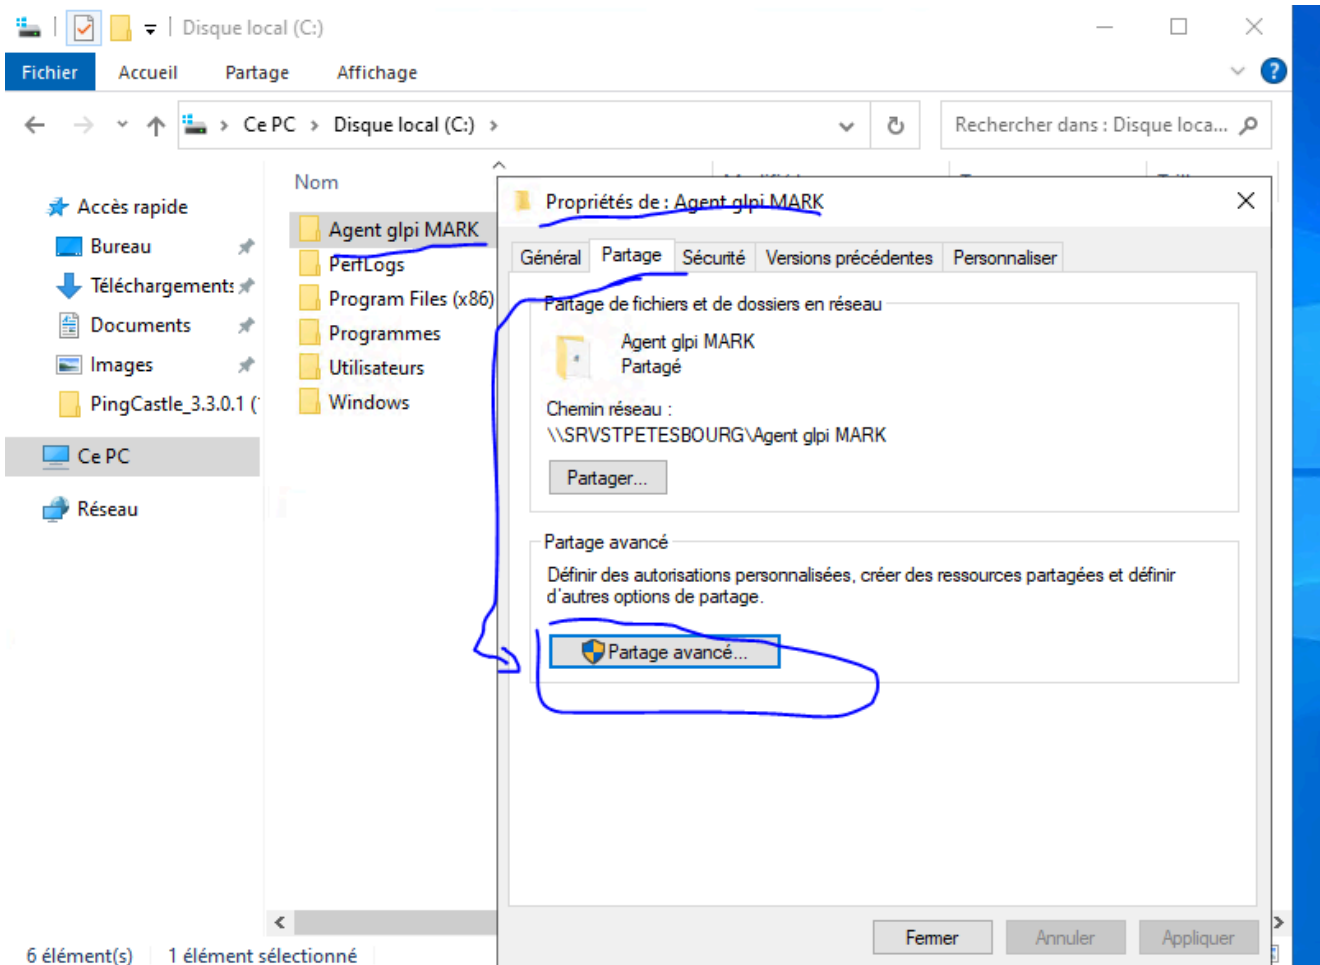 Disque local (C:)
Fichier Accueil Partage Affichage
Ce PC > Disque local (C:) >
Rechercher dans : Disque loca...
Nom
Accès rapide
Bureau
Téléchargements
Documents
Images
PingCastle_3.3.0.1 (
Ce PC
Réseau
Agent glpi MARK
PerfLogs
Program Files (x86)
Programmes
Utilisateurs
Windows
Propriétés de : Agent glpi MARK
Général Partage Sécurité Versions précédentes Personnaliser
Partage de fichiers et de dossiers en réseau
Agent glpi MARK
Partagé
Chemin réseau :
\\SRVSTPETESBOURG\Agent glpi MARK
Partager...
Partage avancé
Définir des autorisations personnalisées, créer des ressources partagées et définir
d'autres options de partage.
Partage avancé...
Fermer Annuler Appliquer
6 élément(s) 1 élément sélectionné